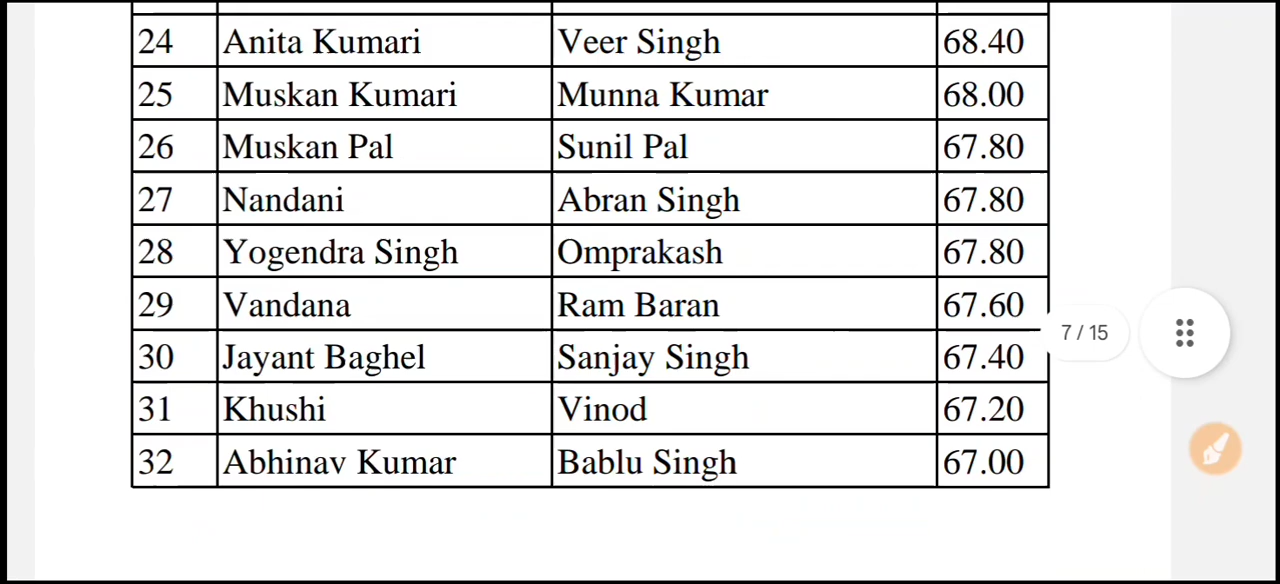 24 Anita Kumari Veer Singh 68.40
25 Muskan Kumari Munna Kumar 68.00
26 Muskan Pal Sunil Pal 67.80
27 Nandani Abran Singh 67.80
28 Yogendra Singh Omprakash 67.80
29 Vandana Ram Baran 67.60
7 / 15
30 Jayant Baghel Sanjay Singh 67.40
31 Khushi Vinod 67.20
32 Abhinav Kumar Bablu Singh 67.00